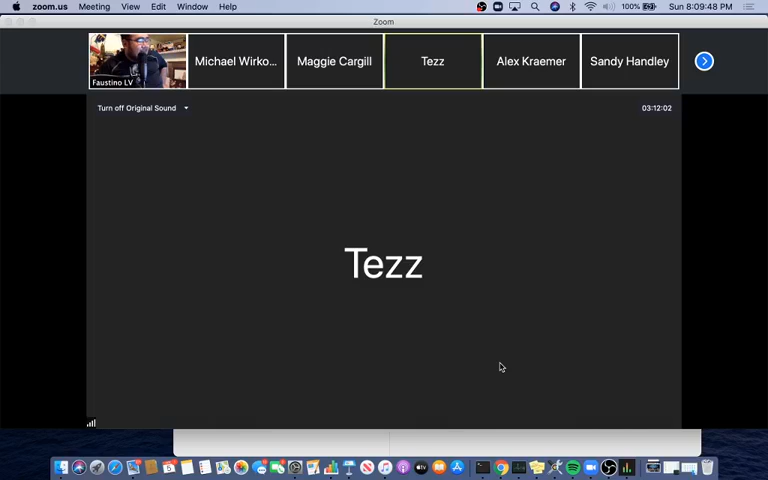 zoom.us Meeting View Edit Window Help 100% Sun 8:09:48 PM
Zoom
Faustino LV
Michael Wirko...
Maggie Cargill
Tezz
Alex Kraemer
Sandy Handley
Turn off Original Sound
03:12:02
Tezz